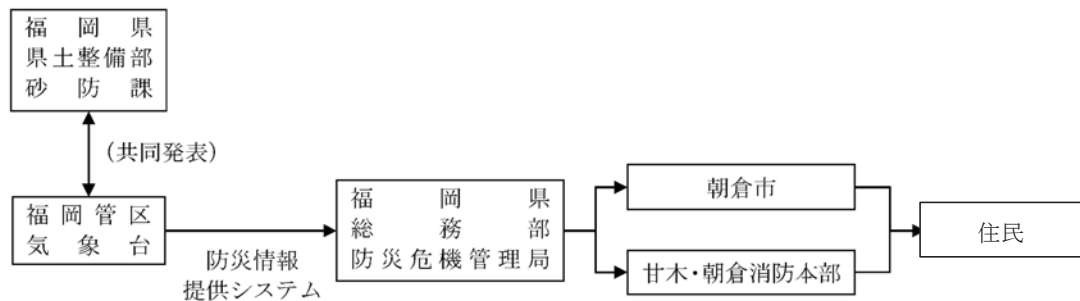 福岡県
県土整備部
砂防課
(共同発表)
福岡管区
気象台
防災情報
提供システム
福岡県
総務部
防災危機管理局
朝倉市
甘木・朝倉消防本部
住民